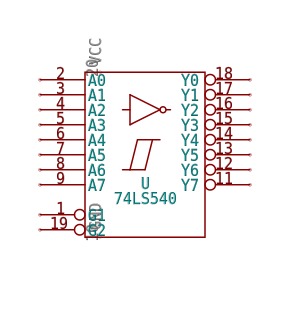 VCC
20
2 A0 Y0 18
3 A1 Y1 17
4 A2 Y2 16
5 A3 Y3 15
6 A4 Y4 14
7 A5 Y5 13
8 A6 Y6 12
9 A7 Y7 11
U
74LS540
1 G1
19 G2
GND